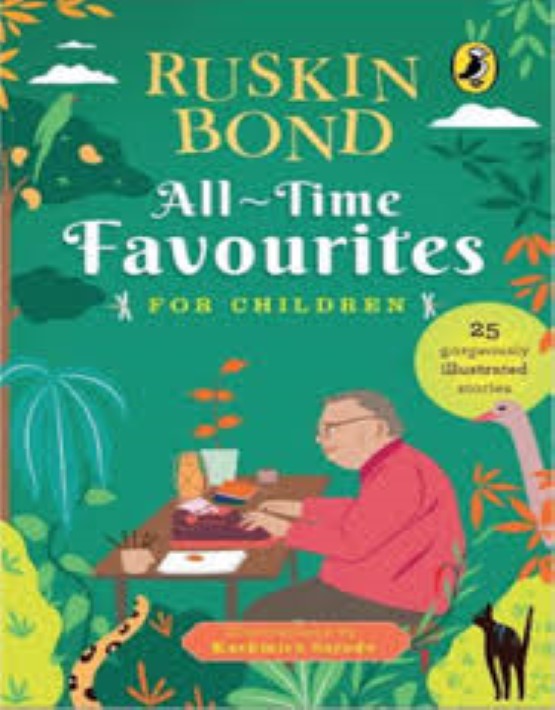 RUSKIN
BOND
All~Time
Favourites
FOR CHILDREN
25
gorgeously
illustrated
stories